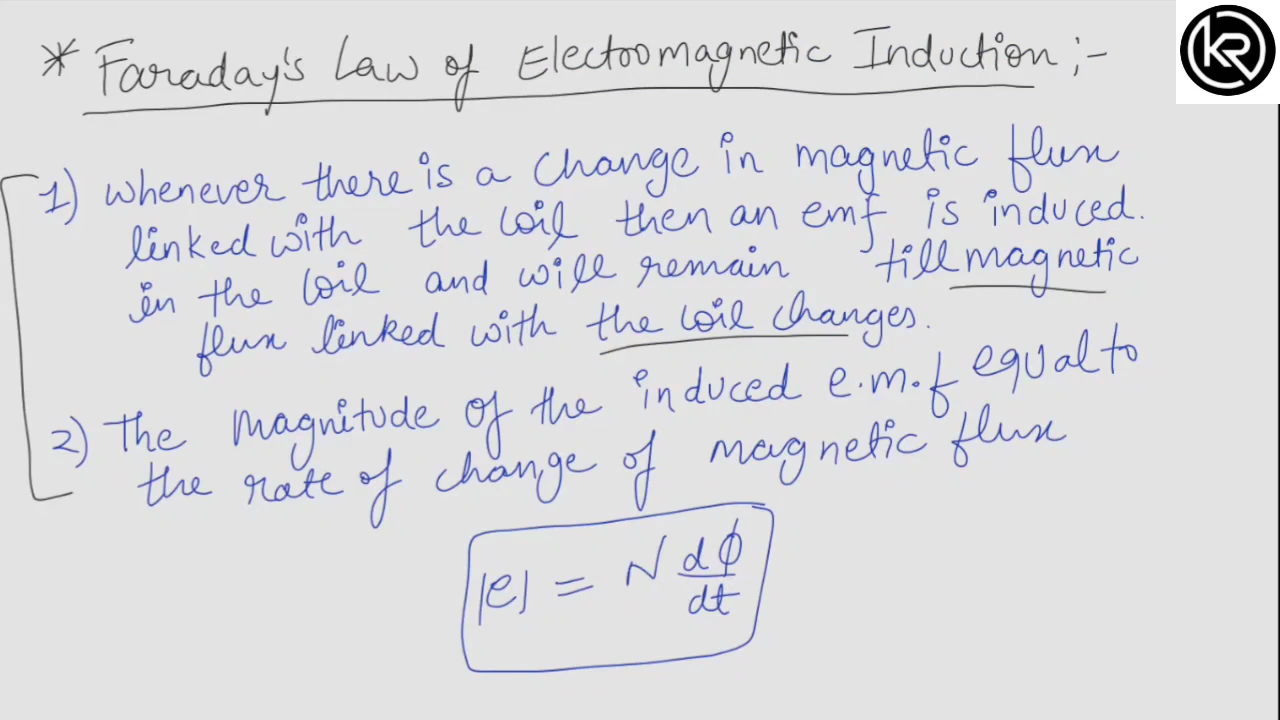 * Faraday's Law of Electromagnetic Induction ;-
KR
1) whenever there is a change in magnetic flux
linked with the coil then an emf is induced.
in the coil and will remain till magnetic
flux linked with the coil changes.
2) The magnitude of the induced e.m.f equal to
the rate of change of magnetic flux
|e| = N dϕ/dt